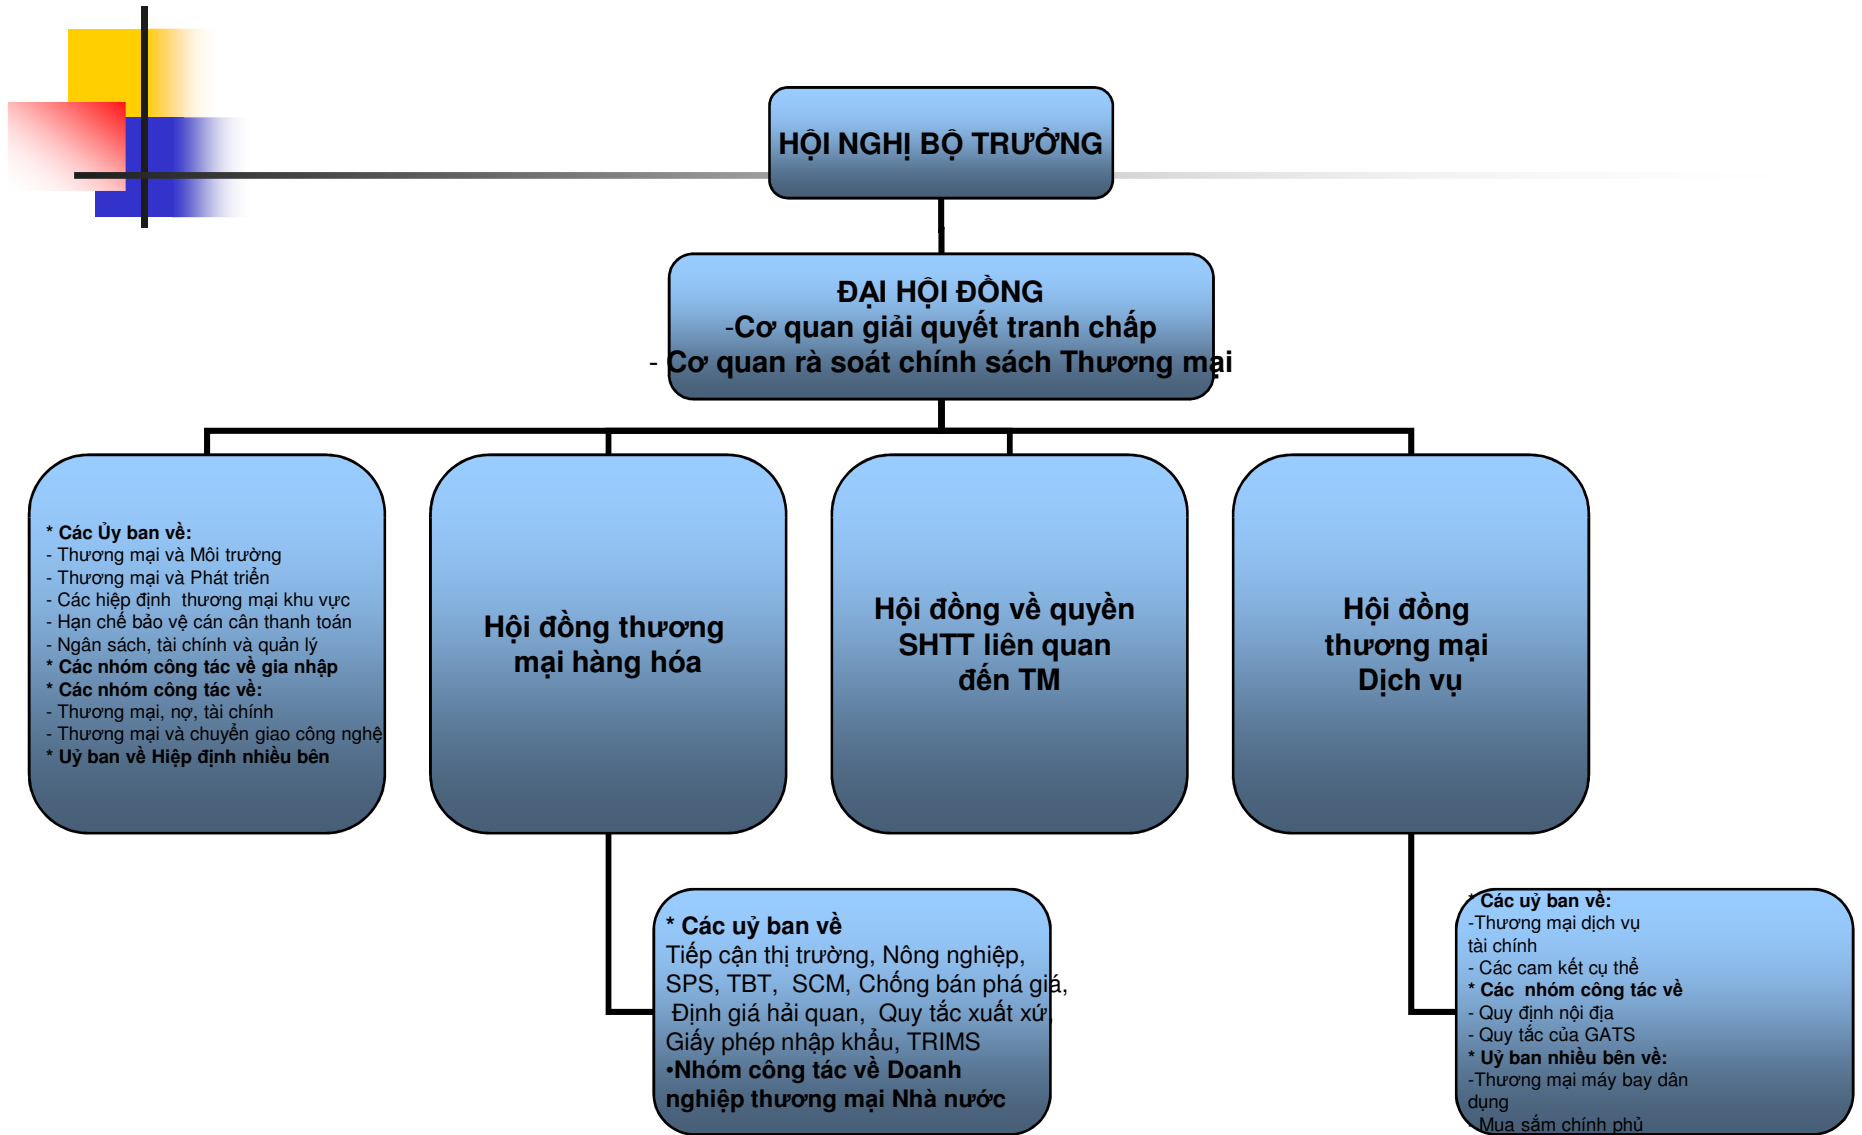 HỘI NGHỊ BỘ TRƯỞNG
ĐẠI HỘI ĐỒNG
-Cơ quan giải quyết tranh chấp
- Cơ quan rà soát chính sách Thương mại
* Các Ủy ban về:
- Thương mại và Môi trường
- Thương mại và Phát triển
- Các hiệp định  thương mại khu vực
- Hạn chế bảo vệ cán cân thanh toán
- Ngân sách, tài chính và quản lý
* Các nhóm công tác về gia nhập
* Các nhóm công tác về:
- Thương mại, nợ, tài chính
- Thương mại và chuyển giao công nghệ
* Uỷ ban về Hiệp định nhiều bên
Hội đồng thương
mại hàng hóa
Hội đồng về quyền
SHTT liên quan
đến TM
Hội đồng
thương mại
Dịch vụ
* Các uỷ ban về
Tiếp cận thị trường, Nông nghiệp,
SPS, TBT,  SCM, Chống bán phá giá,
Định giá hải quan,  Quy tắc xuất xứ,
Giấy phép nhập khẩu, TRIMS
•Nhóm công tác về Doanh
nghiệp thương mại Nhà nước
* Các uỷ ban về:
-Thương mại dịch vụ
tài chính
- Các cam kết cụ thể
* Các  nhóm công tác về
- Quy định nội địa
- Quy tắc của GATS
* Uỷ ban nhiều bên về:
-Thương mại máy bay dân
dụng
- Mua sắm chính phủ